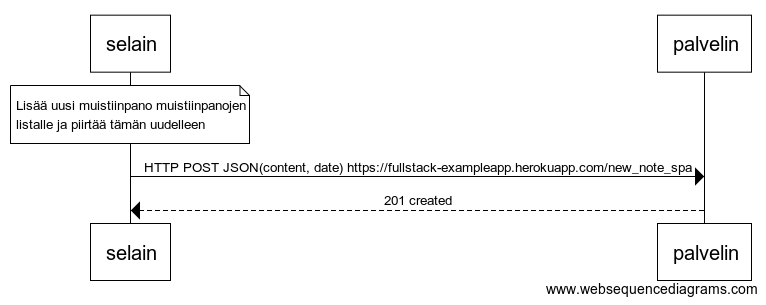 selain palvelin
Lisää uusi muistiinpano muistiinpanojen
listalle ja piirtää tämän uudelleen
HTTP POST JSON(content, date) https://fullstack-exampleapp.herokuapp.com/new_note_spa
201 created
selain palvelin
www.websequencediagrams.com